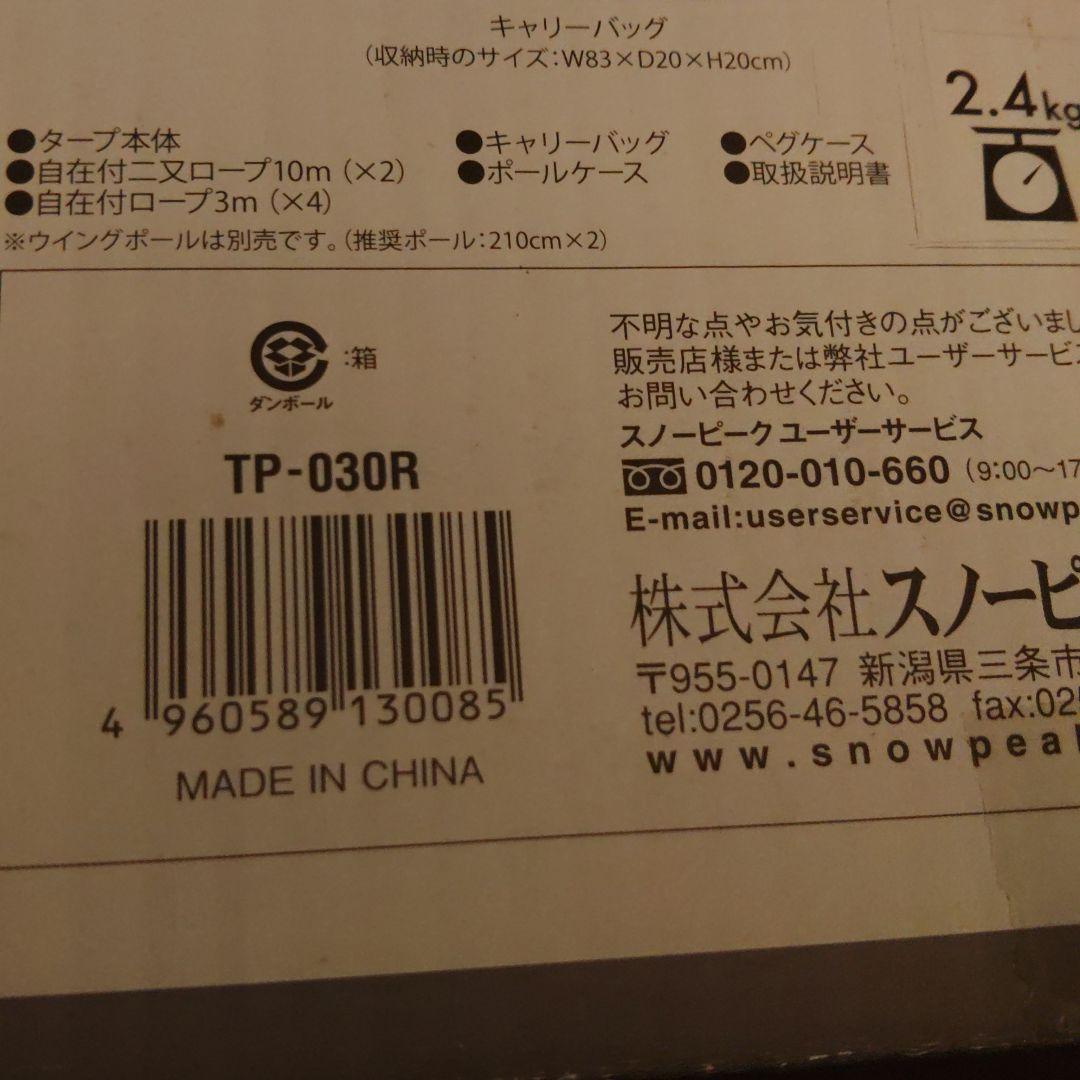 キャリーバッグ
(収納時のサイズ:W83×D20×H20cm)
2.4kg
●タープ本体 ●キャリーバッグ ●ペグケース
●自在付二又ロープ10m (×2) ●ポールケース ●取扱説明書
●自在付ロープ3m (×4)
※ウイングポールは別売です。(推奨ポール:210cm×2)
:箱
ダンボール
TP-030R
4 960589 130085
MADE IN CHINA
不明な点やお気付きの点がございまし
販売店様または弊社ユーザーサービス
お問い合わせください。
スノーピーク ユーザーサービス
0120-010-660 (9:00～17
E-mail:userservice@snowp
株式会社スノーピ
〒955-0147 新潟県三条市
tel:0256-46-5858 fax:025
www.snowpeak